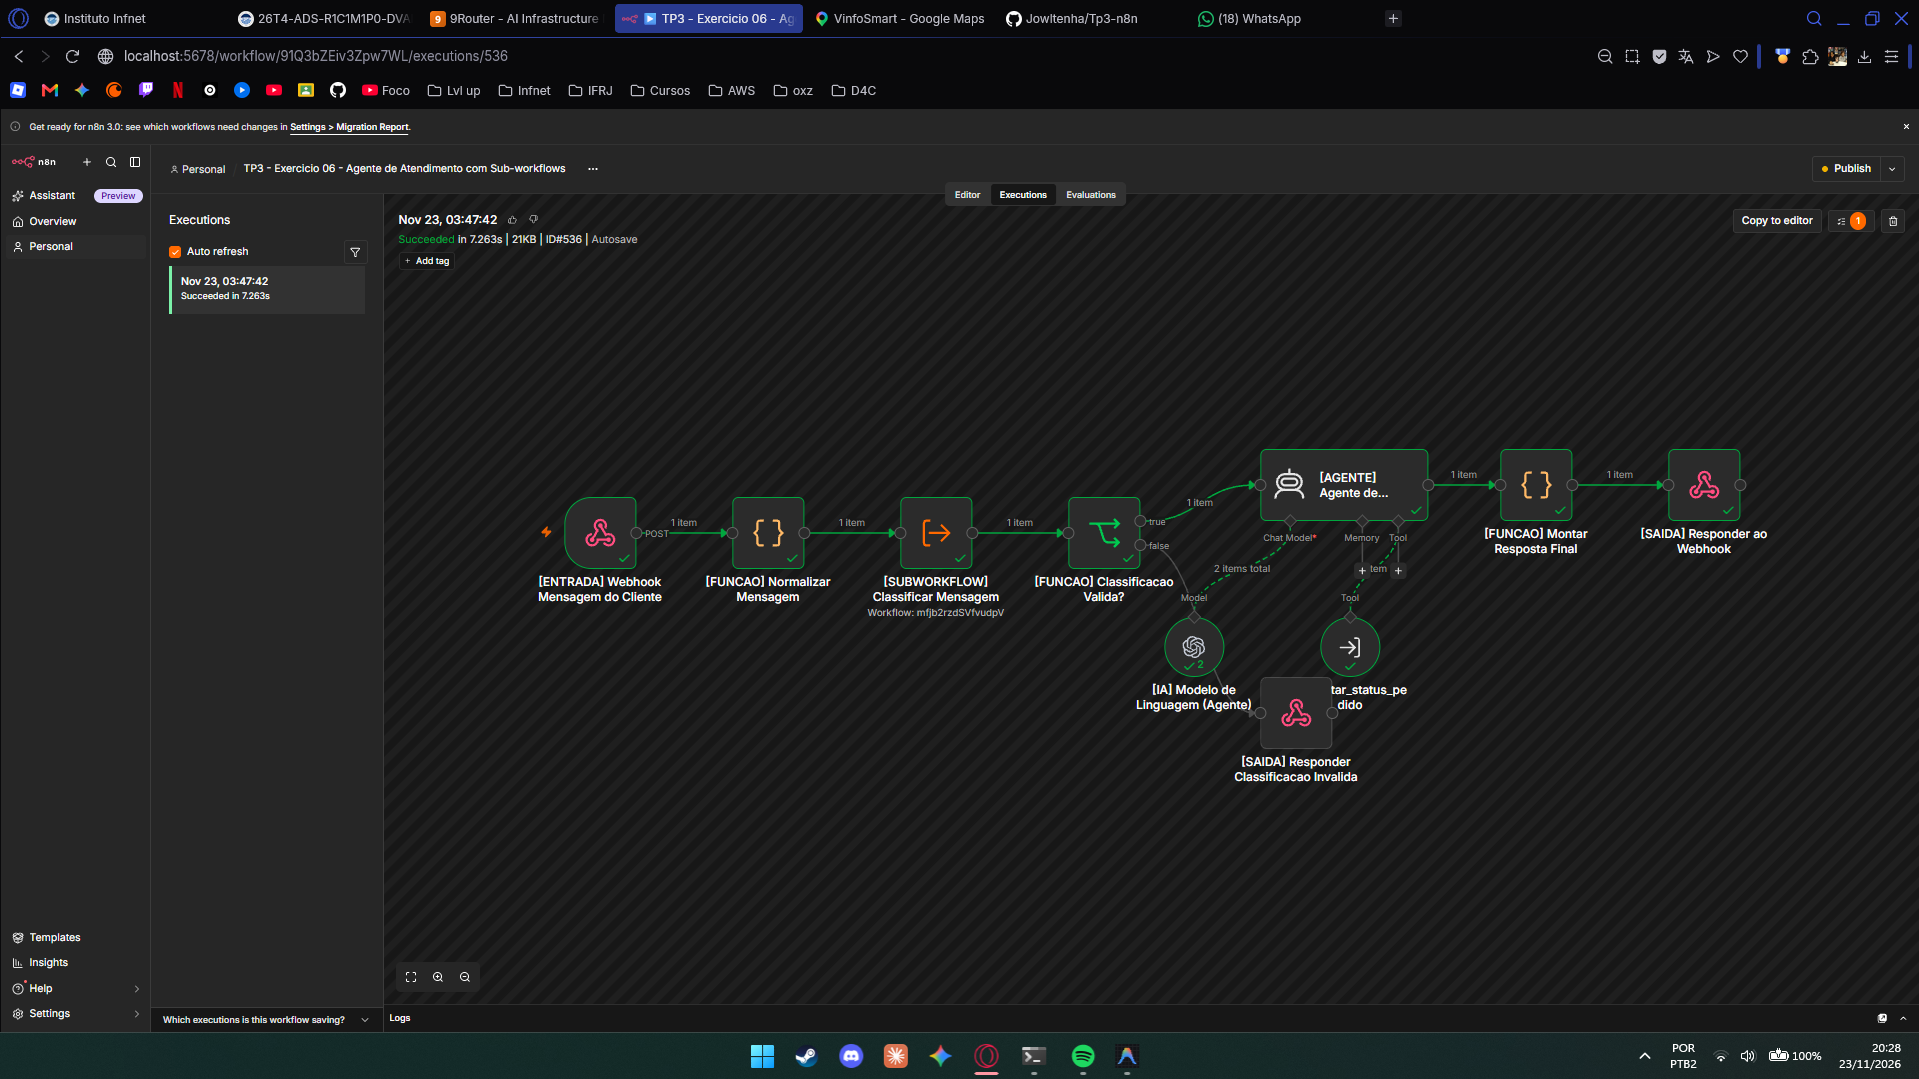 Instituto Infnet
26T4-ADS-R1C1M1P0-DVA
9Router - AI Infrastructure
TP3 - Exercicio 06 - Ag
VinfoSmart - Google Maps
Jowltenha/Tp3-n8n
(18) WhatsApp
localhost:5678/workflow/91Q3bZEiv3Zpw7WL/executions/536
Foco
Lvl up
Infnet
IFRJ
Cursos
AWS
oxz
D4C
Get ready for n8n 3.0: see which workflows need changes in Settings > Migration Report.
n8n
Personal / TP3 - Exercicio 06 - Agente de Atendimento com Sub-workflows
Publish
Assistant
Preview
Overview
Personal
Editor
Executions
Evaluations
Executions
Auto refresh
Nov 23, 03:47:42
Succeeded in 7.263s
Nov 23, 03:47:42
Succeeded in 7.263s | 21KB | ID#536 | Autosave
+ Add tag
Copy to editor
1
POST
1 item
1 item
1 item
true
false
1 item
1 item
1 item
[ENTRADA] Webhook
Mensagem do Cliente
[FUNCAO] Normalizar
Mensagem
[SUBWORKFLOW]
Classificar Mensagem
Workflow: mfjb2rzdSVfvudpV
[FUNCAO] Classificacao
Valida?
[AGENTE]
Agente de...
Chat Model*
Memory
Tool
[FUNCAO] Montar
Resposta Final
[SAIDA] Responder ao
Webhook
2 items total
tem
Model
Tool
2
[IA] Modelo de
Linguagem (Agente)
tar_status_pe
dido
[SAIDA] Responder
Classificacao Invalida
Templates
Insights
Help
Settings
Which executions is this workflow saving?
Logs
POR
PTB2
100%
20:28
23/11/2026